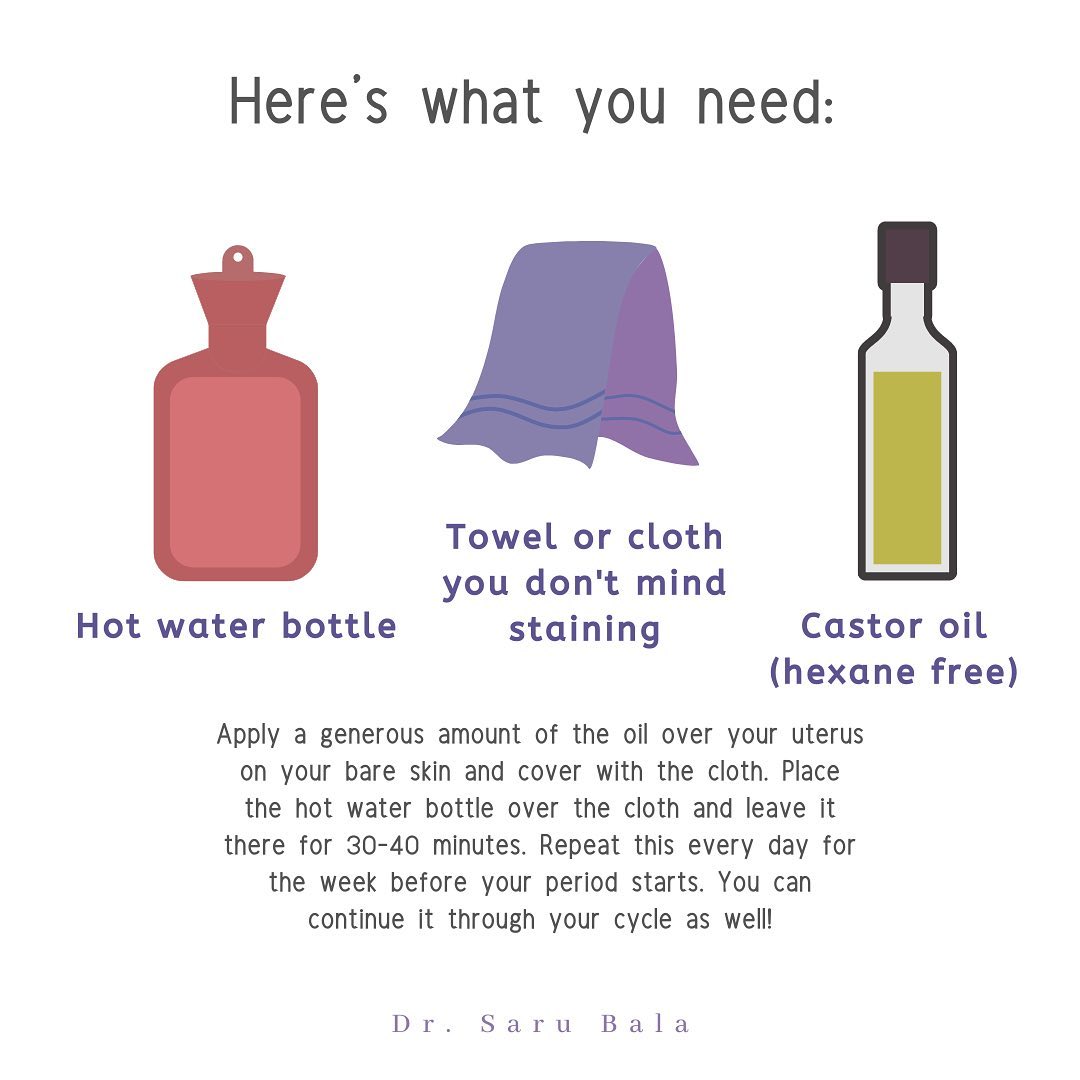 Here's what you need:
Hot water bottle
Towel or cloth
you don't mind
staining
Castor oil
(hexane free)
Apply a generous amount of the oil over your uterus
on your bare skin and cover with the cloth. Place
the hot water bottle over the cloth and leave it
there for 30-40 minutes. Repeat this every day for
the week before your period starts. You can
continue it through your cycle as well!
Dr. Saru Bala